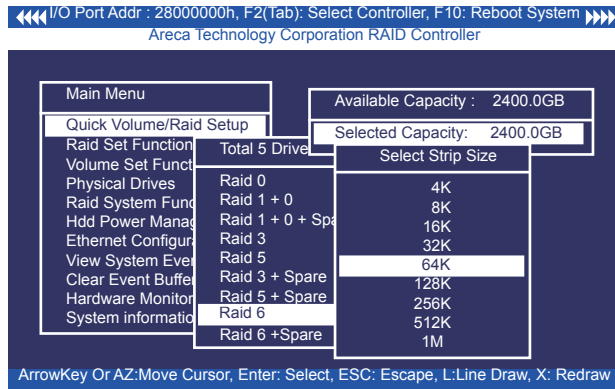 I/O Port Addr : 28000000h, F2(Tab): Select Controller, F10: Reboot System
Areca Technology Corporation RAID Controller
Main Menu
Quick Volume/Raid Setup
Raid Set Function
Volume Set Funct
Physical Drives
Raid System Func
Hdd Power Manag
Ethernet Configura
View System Even
Clear Event Buffer
Hardware Monitor
System informatio
Total 5 Drive
Raid 0
Raid 1 + 0
Raid 1 + 0 + Spa
Raid 3
Raid 5
Raid 3 + Spare
Raid 5 + Spare
Raid 6
Raid 6 +Spare
Available Capacity : 2400.0GB
Selected Capacity: 2400.0GB
Select Strip Size
4K
8K
16K
32K
64K
128K
256K
512K
1M
ArrowKey Or AZ:Move Cursor, Enter: Select, ESC: Escape, L:Line Draw, X: Redraw